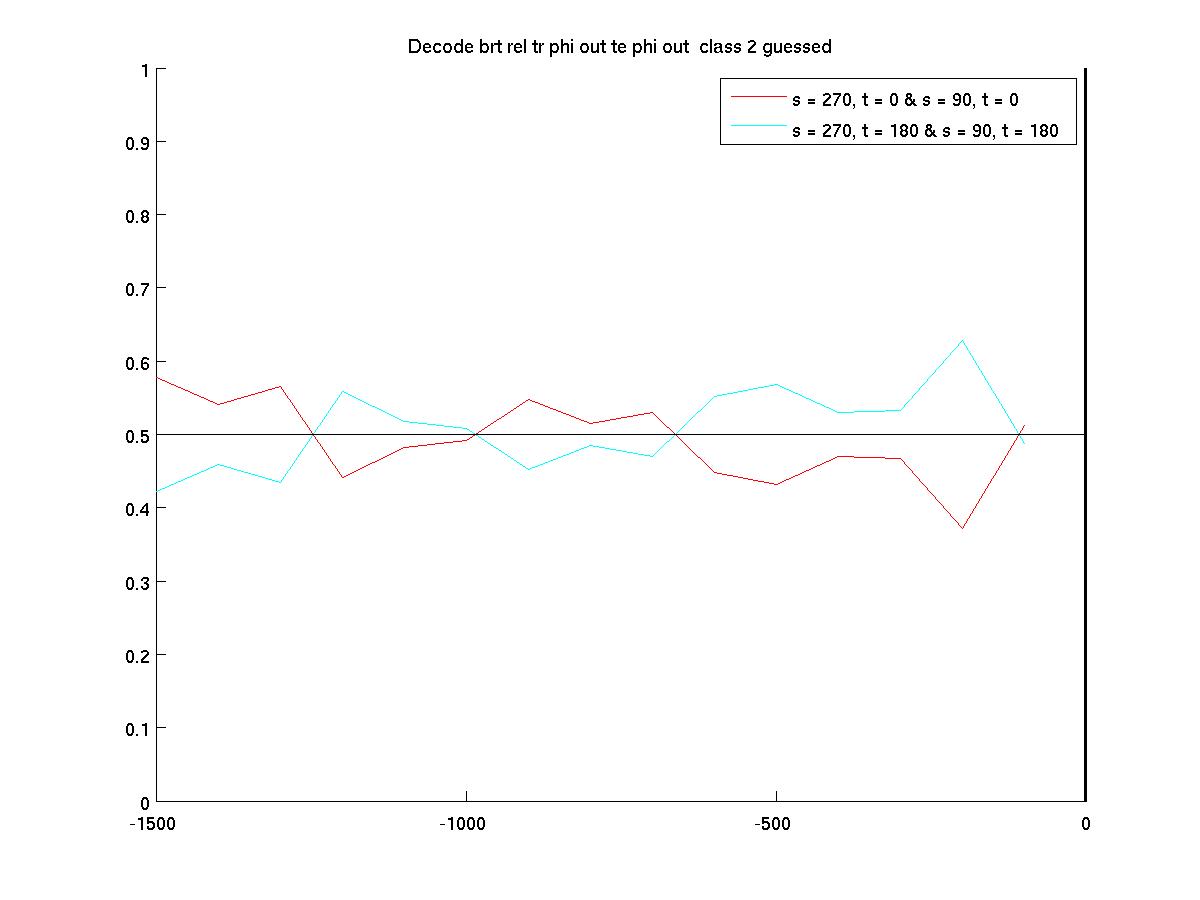 Decode brt rel tr phi out te phi out  class 2 guessed
s = 270, t = 0 & s = 90, t = 0
s = 270, t = 180 & s = 90, t = 180
1
0.9
0.8
0.7
0.6
0.5
0.4
0.3
0.2
0.1
0
-1500 -1000 -500 0